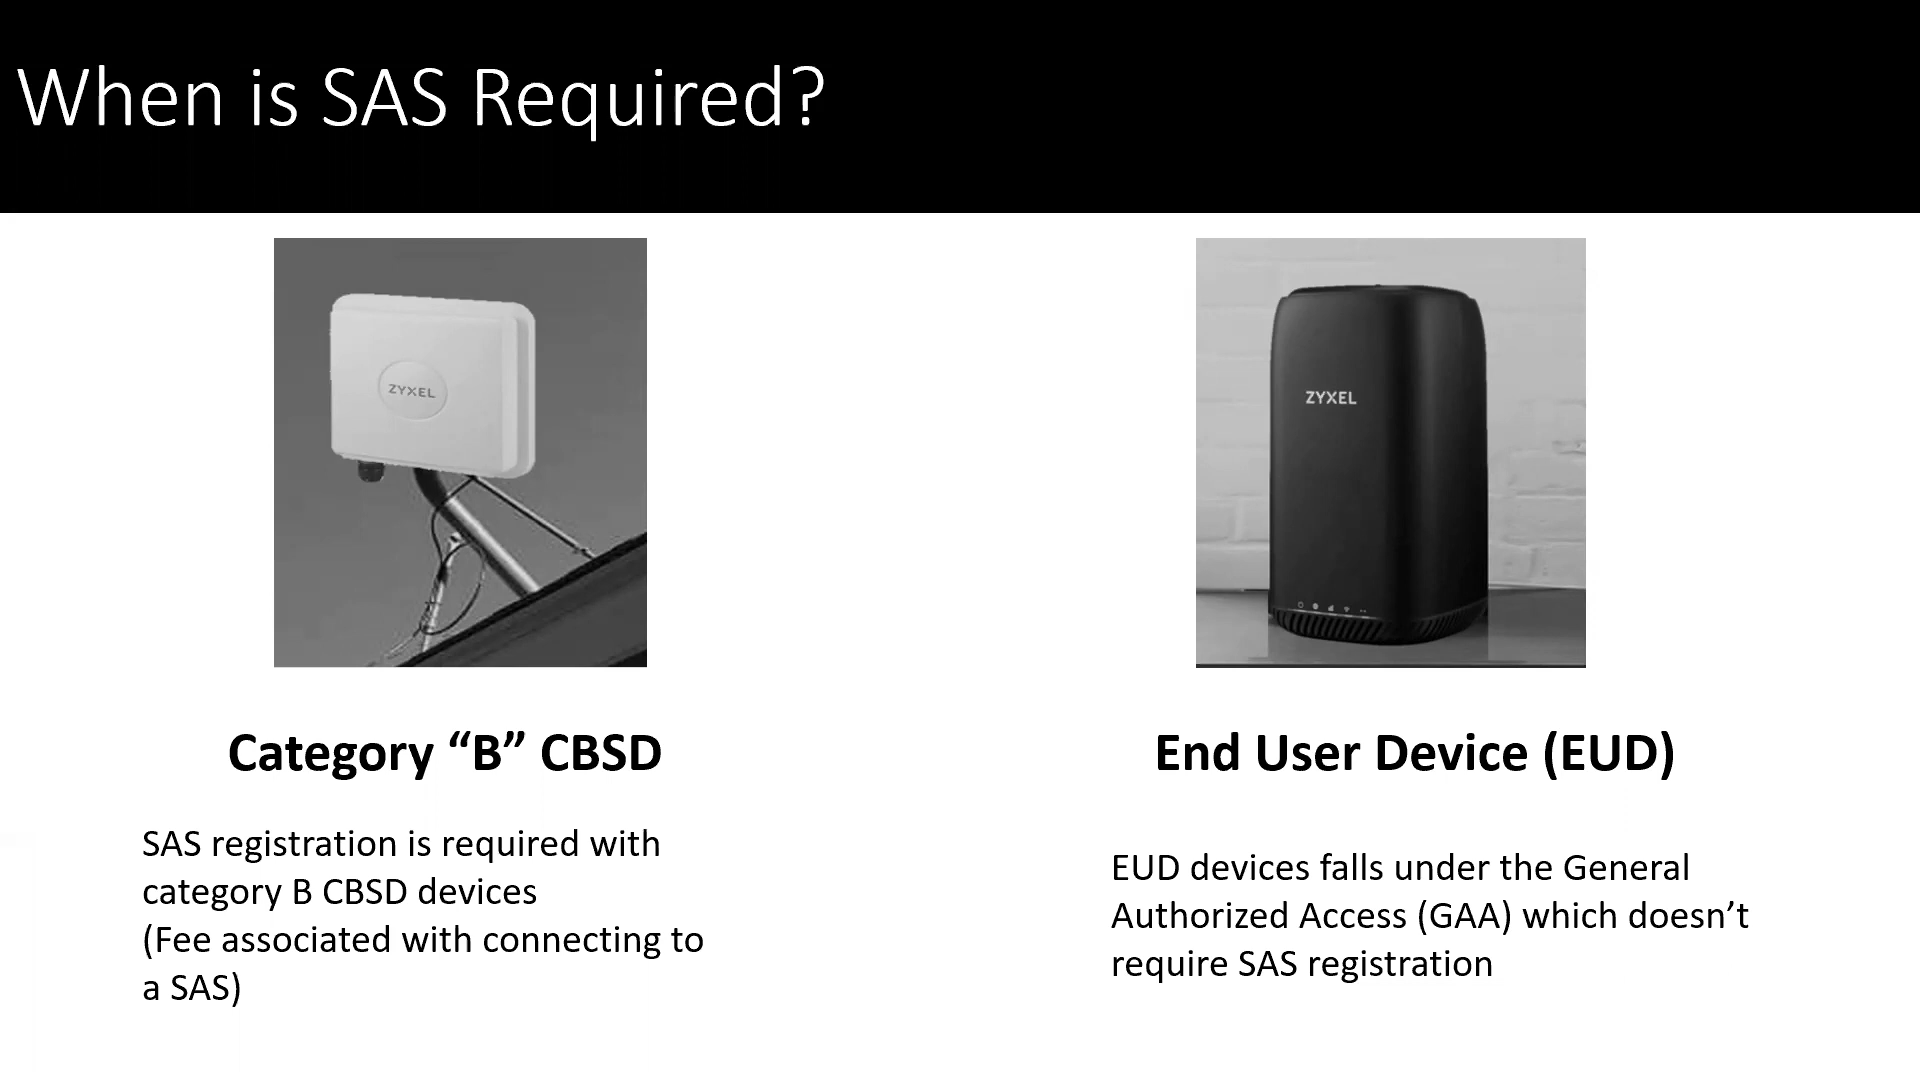 When is SAS Required?
ZYXEL
ZYXEL
Category “B” CBSD
SAS registration is required with
category B CBSD devices
(Fee associated with connecting to
a SAS)
End User Device (EUD)
EUD devices falls under the General
Authorized Access (GAA) which doesn’t
require SAS registration